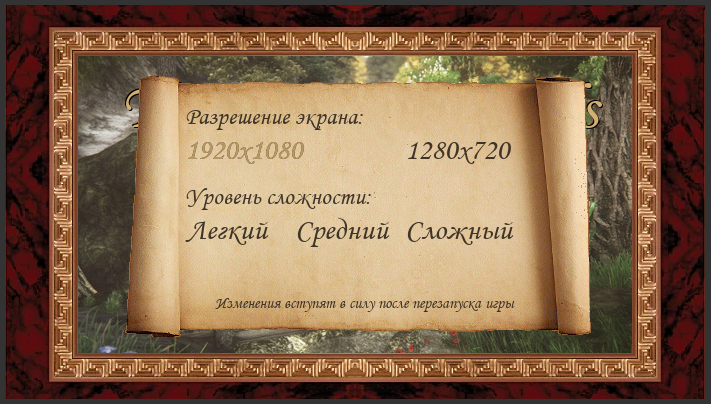 Разрешение экрана:
1920x1080 1280x720
Уровень сложности:
Легкий Средний Сложный
Изменения вступят в силу после перезапуска игры